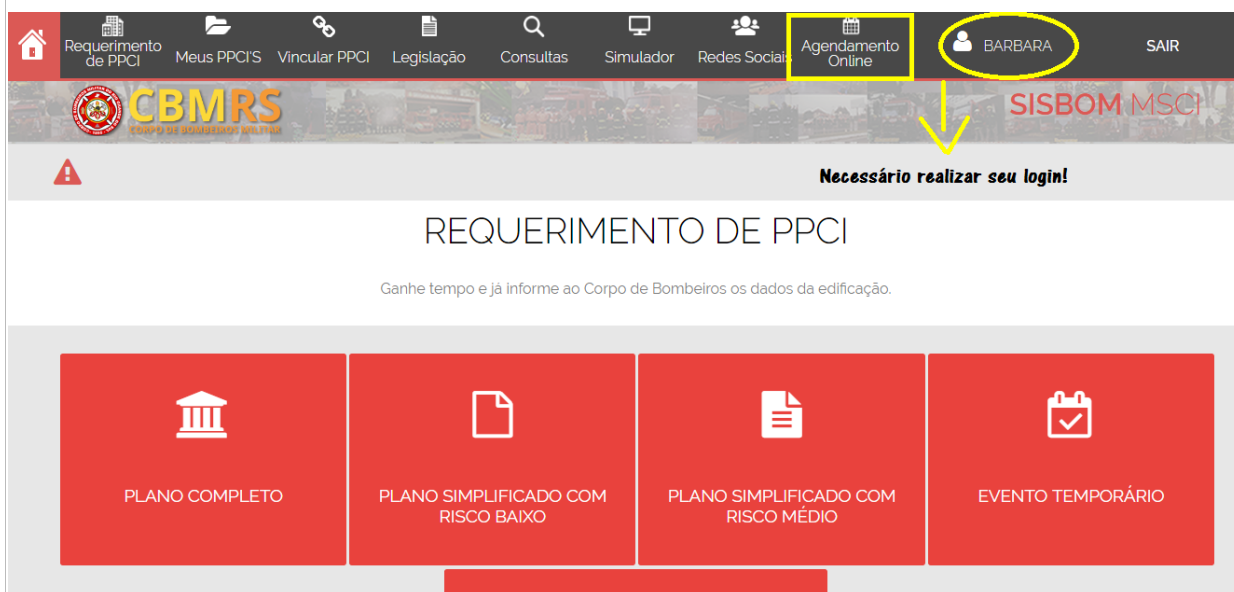 Requerimento
de PPCI
Meus PPCI'S
Vincular PPCI
Legislação
Consultas
Simulador
Redes Sociais
Agendamento
Online
BARBARA
SAIR
CBMRS
CORPO DE BOMBEIROS MILITAR
SISBOM MSCI
Necessário realizar seu login!
REQUERIMENTO DE PPCI
Ganhe tempo e já informe ao Corpo de Bombeiros os dados da edificação.
PLANO COMPLETO
PLANO SIMPLIFICADO COM
RISCO BAIXO
PLANO SIMPLIFICADO COM
RISCO MÉDIO
EVENTO TEMPORÁRIO